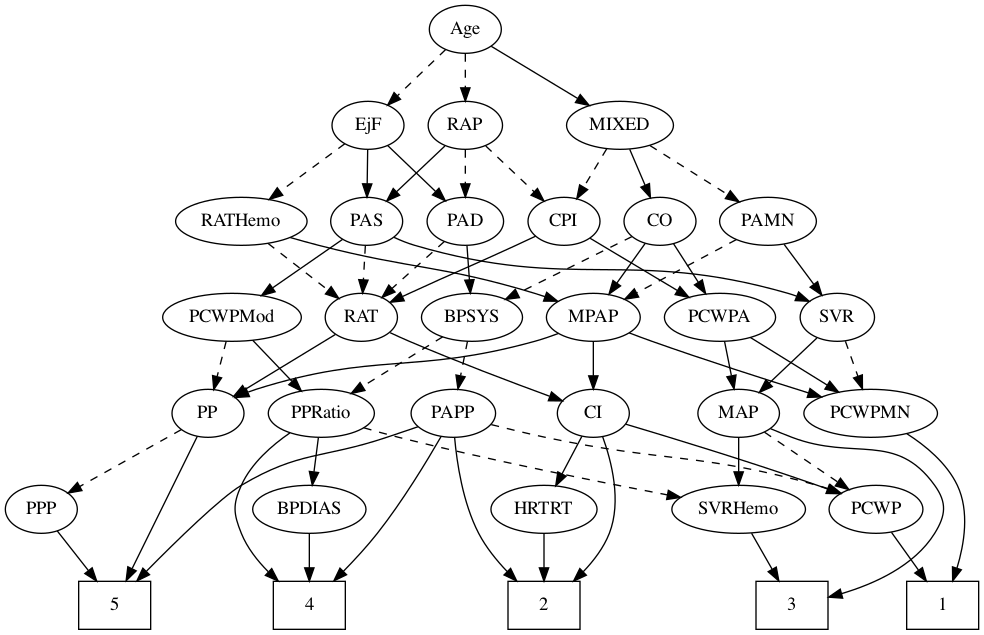 Age
EjF
RAP
MIXED
RATHemo
PAS
PAD
CPI
CO
PAMN
PCWPMod
RAT
BPSYS
MPAP
PCWPA
SVR
PP
PPRatio
PAPP
CI
MAP
PCWPMN
PPP
BPDIAS
HRTRT
SVRHemo
PCWP
5
4
2
3
1